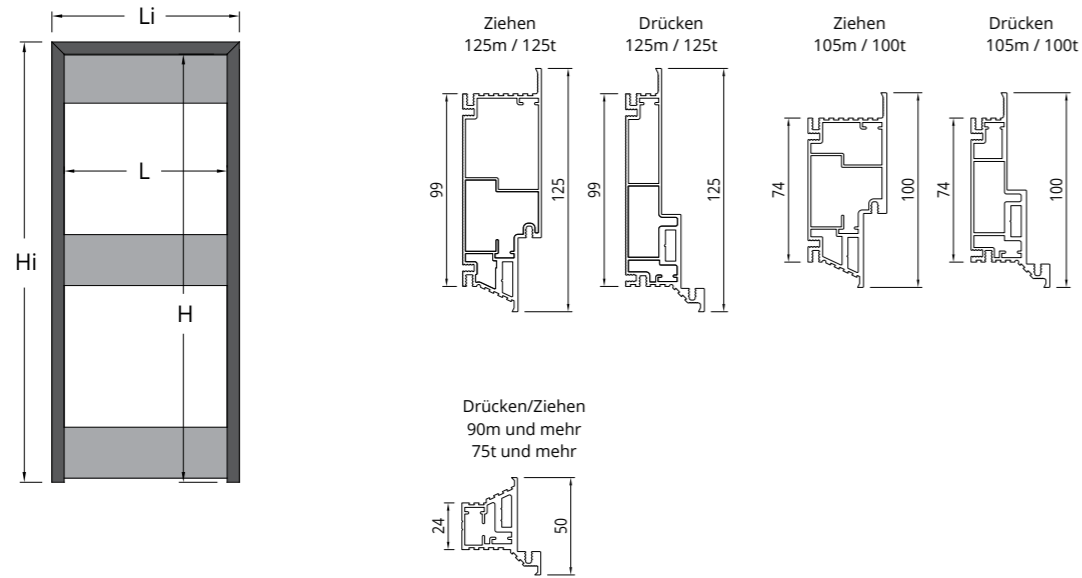 Li
L
Hi
H
Ziehen
125m / 125t
99
125
Drücken
125m / 125t
99
125
Ziehen
105m / 100t
74
100
Drücken
105m / 100t
74
100
Drücken/Ziehen
90m und mehr
75t und mehr
24
50